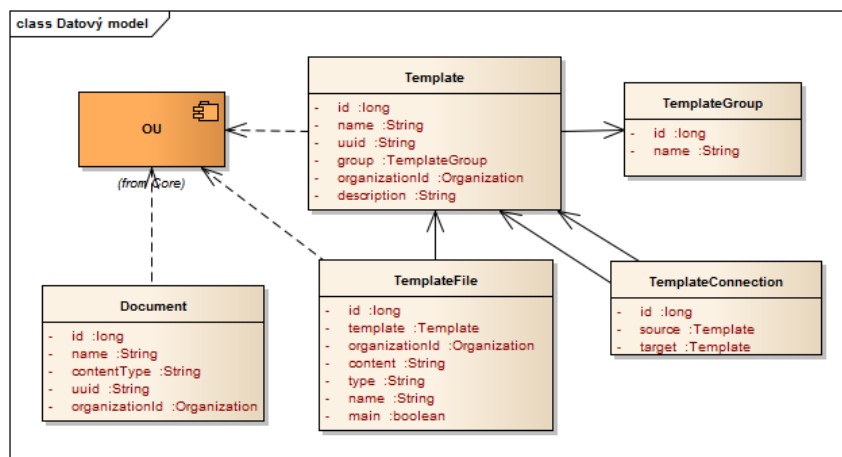 class Datový model
Template
- id :long
- name :String
- uuid :String
- group :TemplateGroup
- organizationId :Organization
- description :String
TemplateGroup
- id :long
- name :String
OU
(from Core)
Document
- id :long
- name :String
- contentType :String
- uuid :String
- organizationId :Organization
TemplateFile
- id :long
- template :Template
- organizationId :Organization
- content :String
- type :String
- name :String
- main :boolean
TemplateConnection
- id :long
- source :Template
- target :Template